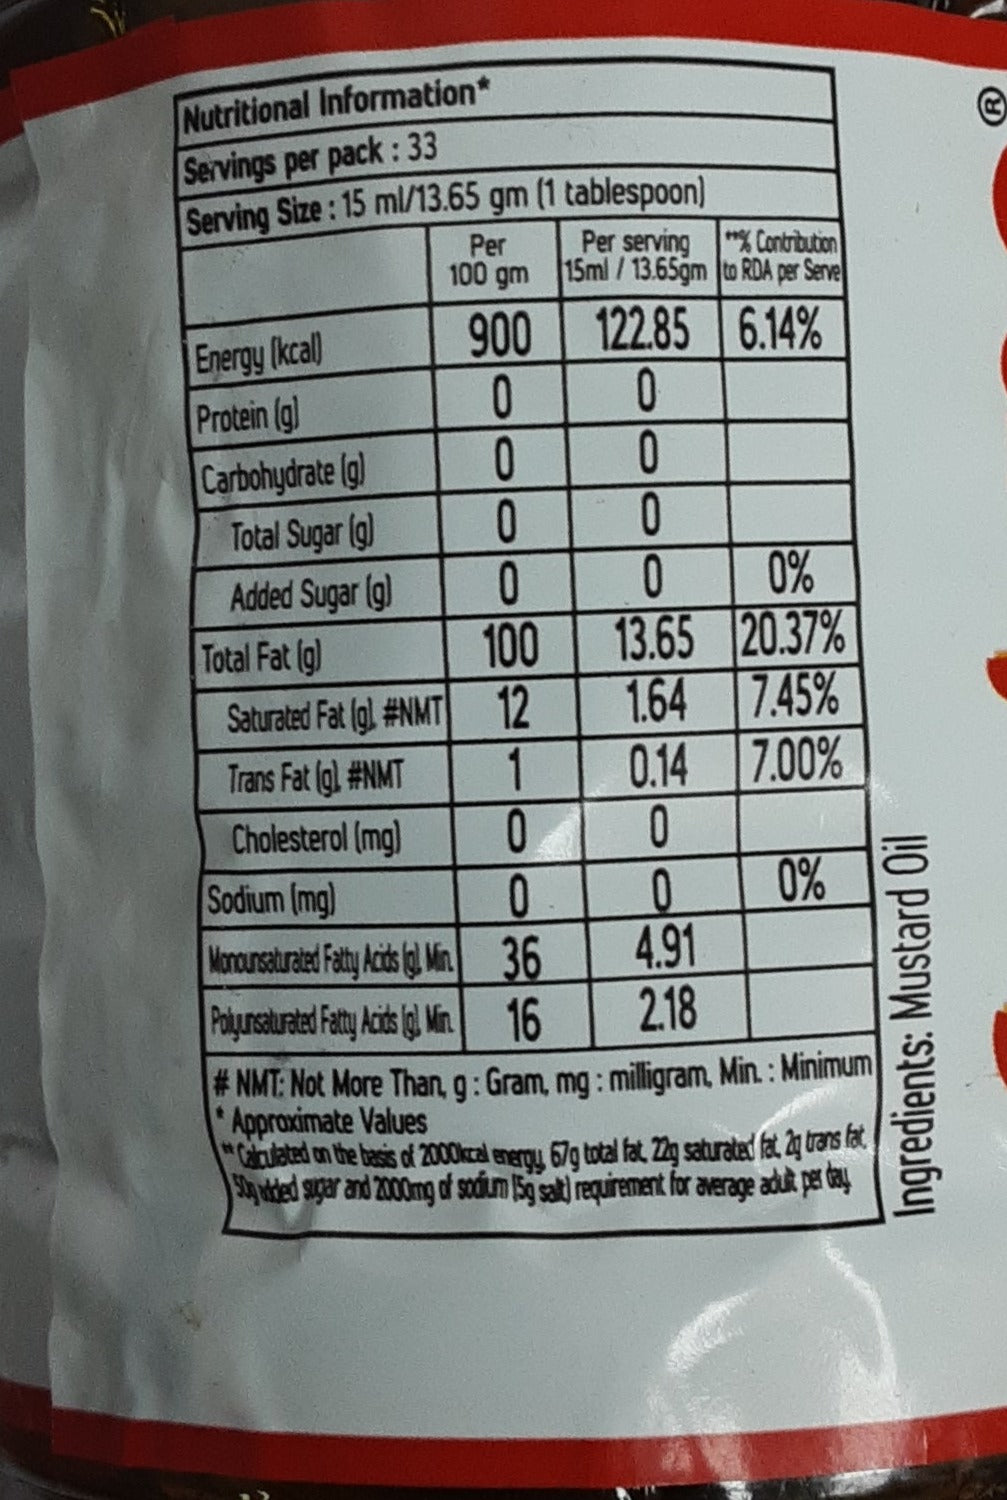 Nutritional Information*
Servings per pack : 33
Serving Size : 15 ml/13.65 gm (1 tablespoon)
Per 100 gm Per serving 15ml / 13.65gm **% Contribution to RDA per Serve
Energy (kcal) 900 122.85 6.14%
Protein (g) 0 0
Carbohydrate (g) 0 0
Total Sugar (g) 0 0
Added Sugar (g) 0 0 0%
Total Fat (g) 100 13.65 20.37%
Saturated Fat (g), #NMT 12 1.64 7.45%
Trans Fat (g), #NMT 1 0.14 7.00%
Cholesterol (mg) 0 0
Sodium (mg) 0 0 0%
Monounsaturated Fatty Acids (g), Min. 36 4.91
Polyunsaturated Fatty Acids (g), Min. 16 2.18
# NMT: Not More Than, g : Gram, mg : milligram, Min. : Minimum
* Approximate Values
** Calculated on the basis of 2000kcal energy, 67g total fat, 22g saturated fat, 2g trans fat,
50g added sugar and 2000mg of sodium (5g salt) requirement for average adult per day.
Ingredients: Mustard Oil
®